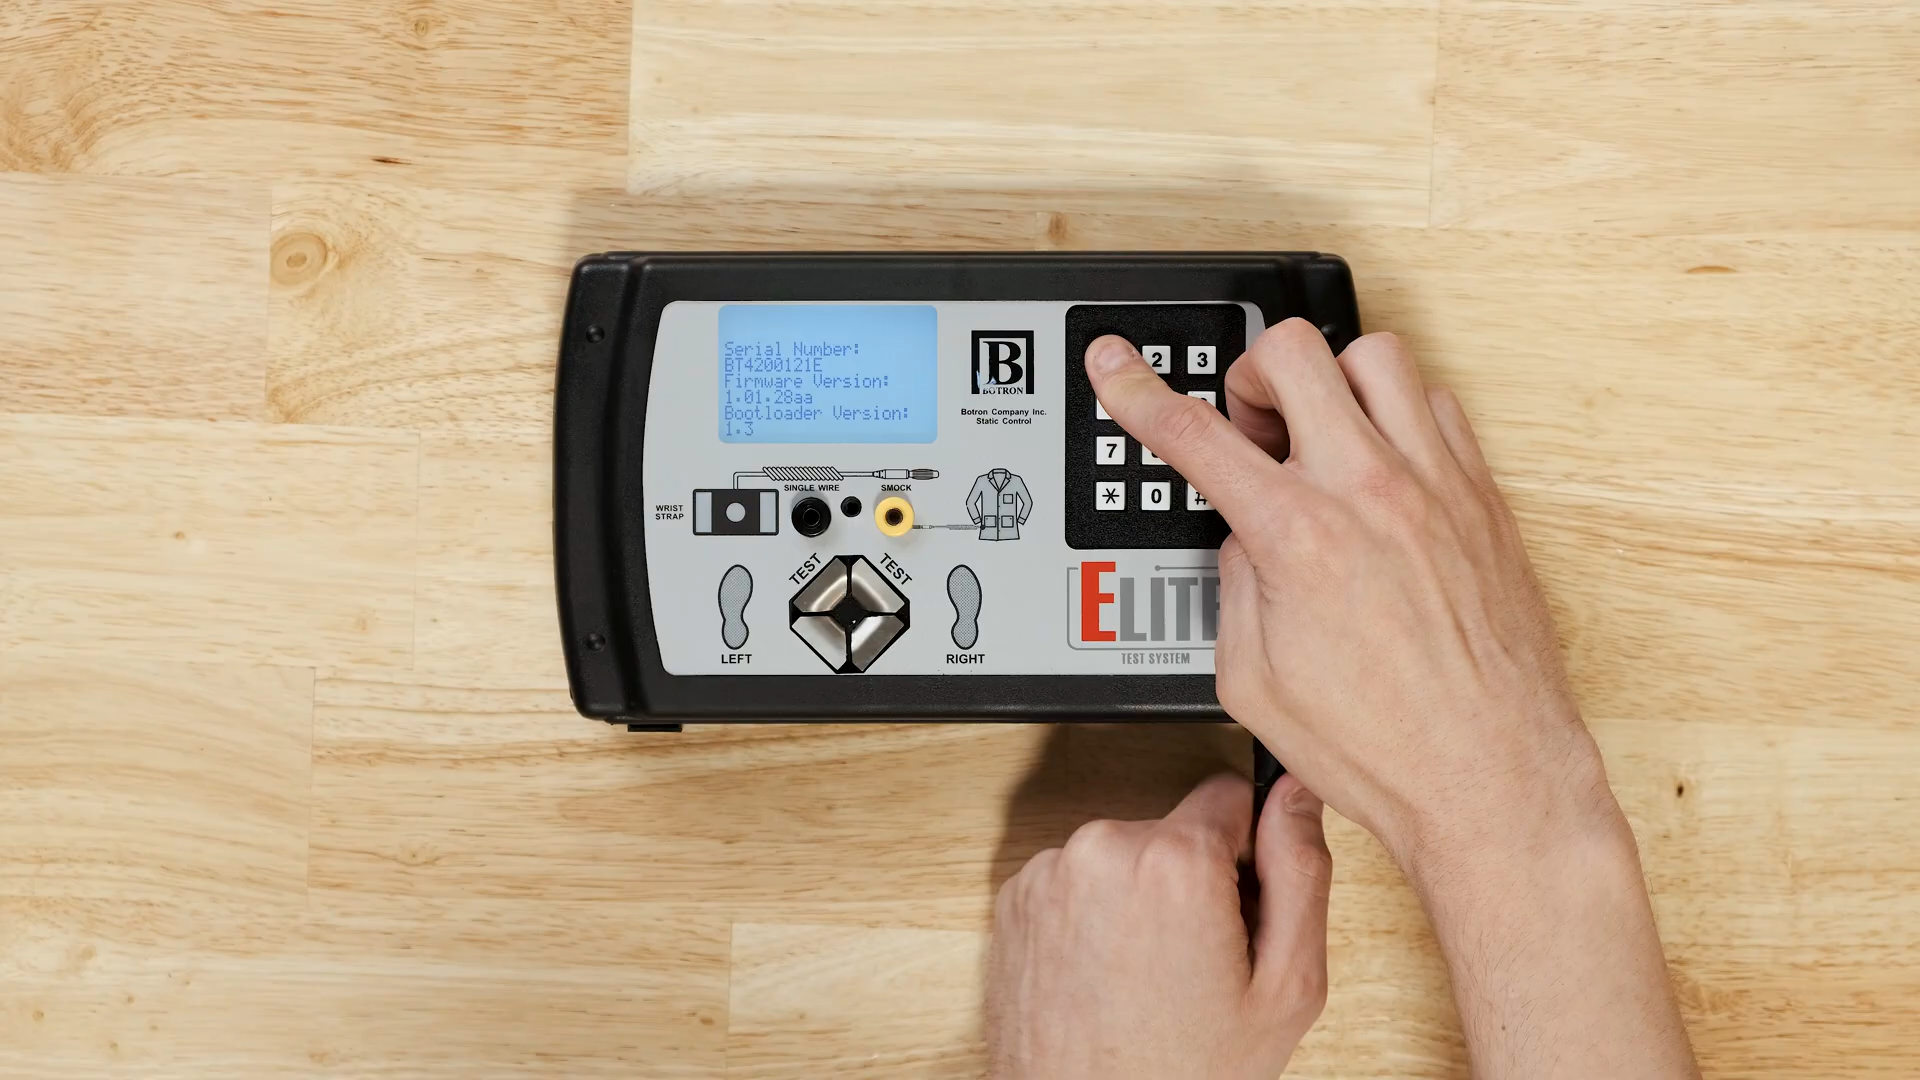 Serial Number:
BT4200121E
Firmware Version:
1.01.28aa
Bootloader Version:
1.3
B
BOTRON
Botron Company Inc.
Static Control
2 3
7
* 0 #
SINGLE WIRE
SMOCK
WRIST
STRAP
TEST
TEST
LEFT
RIGHT
ELITE
TEST SYSTEM